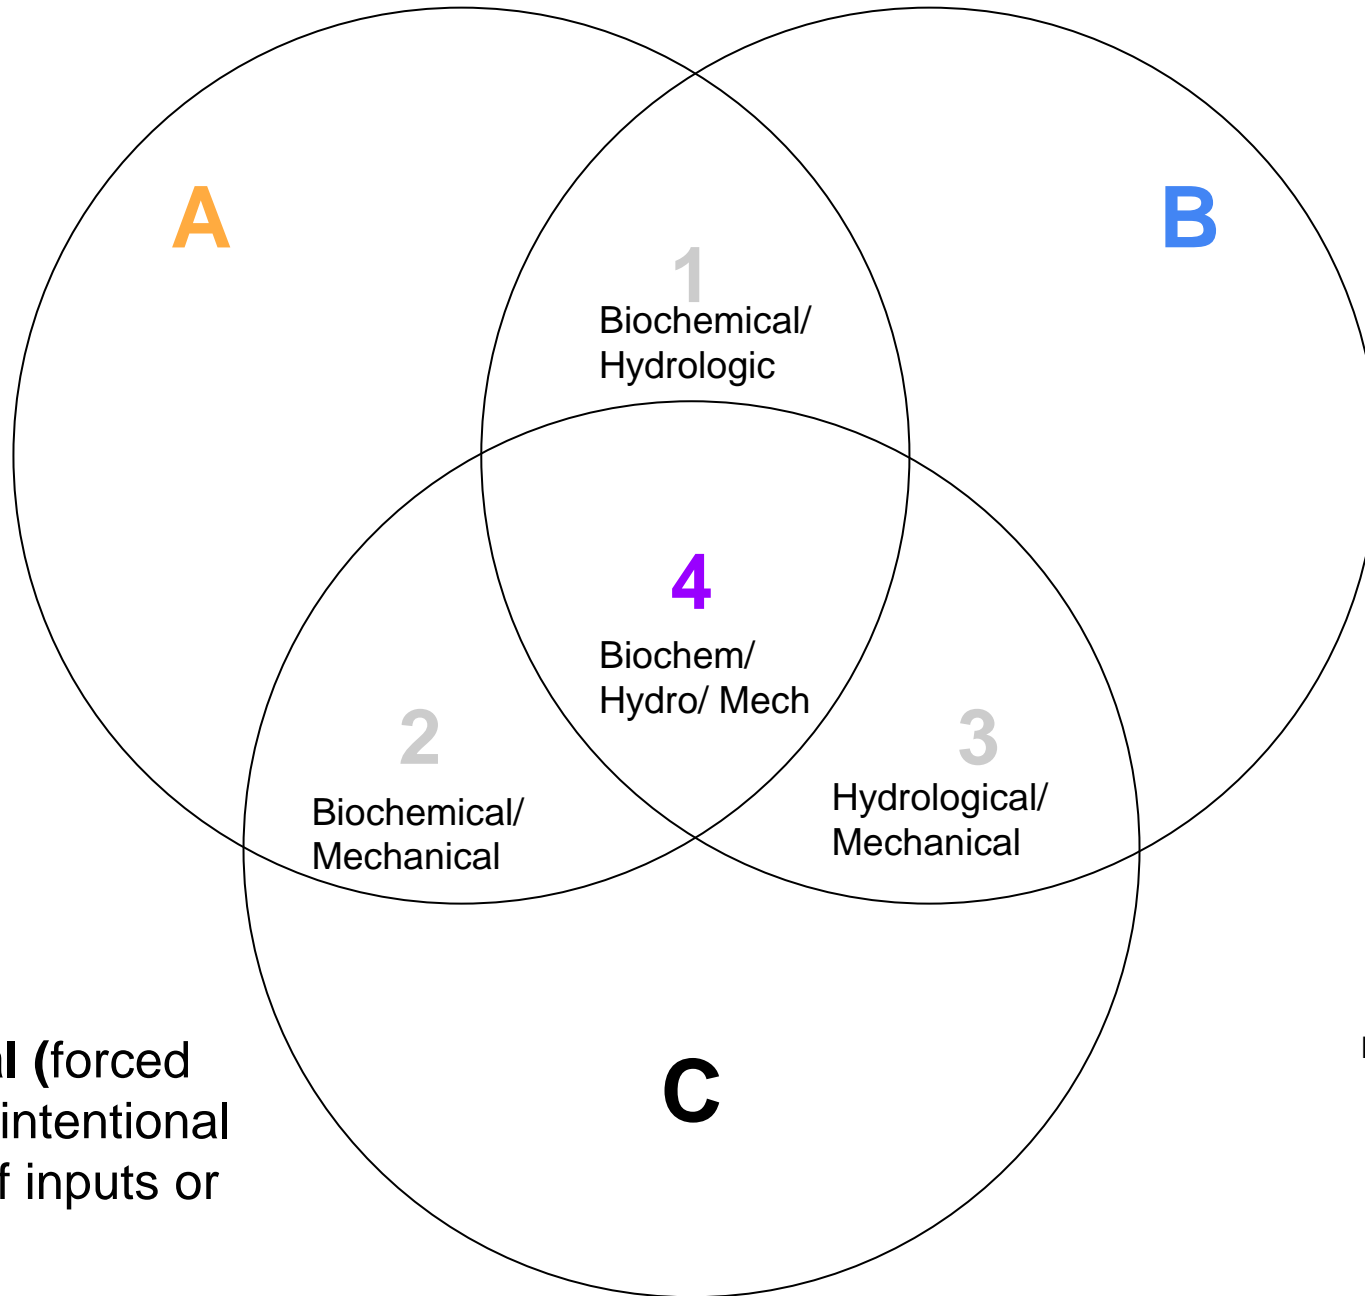 A
B
1
Biochemical/
Hydrologic
4
Biochem/
Hydro/ Mech
2
Biochemical/
Mechanical
3
Hydrological/
Mechanical
C
(forced
intentional
inputs or